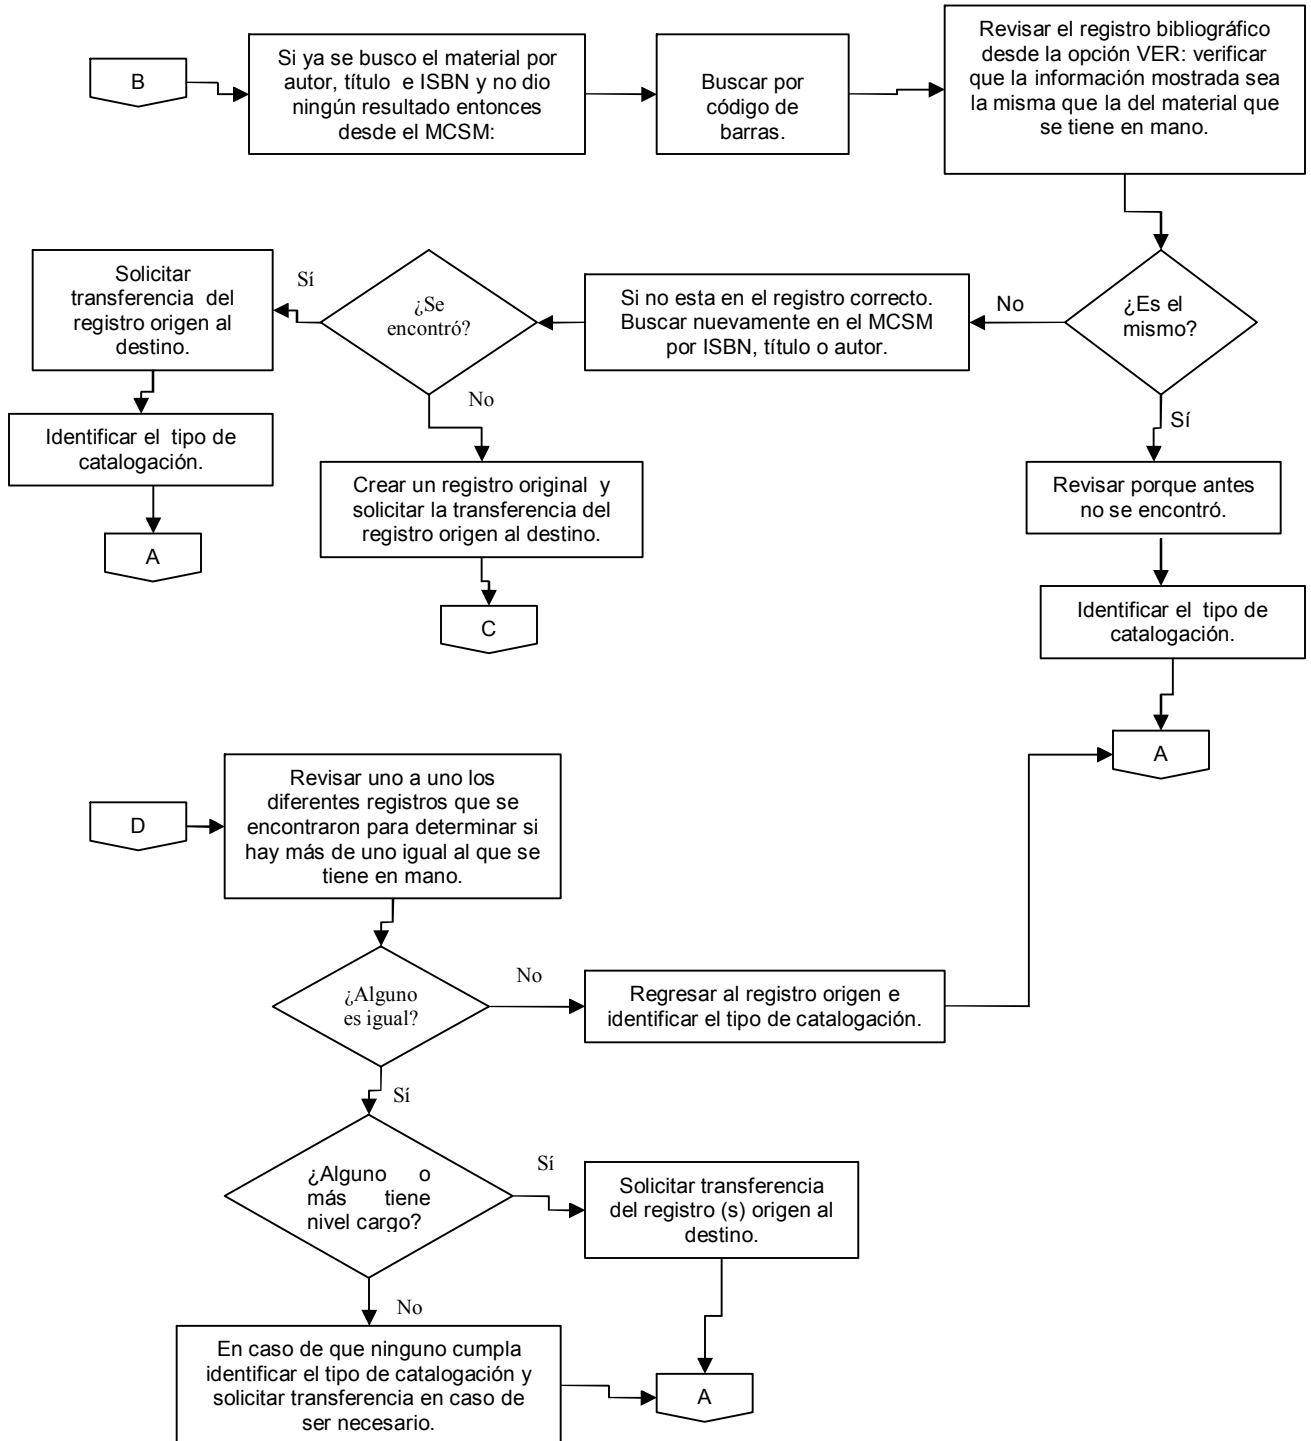 B
Si ya se busco el material por
autor, título e ISBN y no dio
ningún resultado entonces
desde el MCSM:
Buscar por
código de
barras.
Revisar el registro bibliográfico
desde la opción VER: verificar
que la información mostrada sea
la misma que la del material que
se tiene en mano.
¿Es el
mismo?
No
Si no esta en el registro correcto.
Buscar nuevamente en el MCSM
por ISBN, título o autor.
¿Se
encontró?
Sí
Solicitar
transferencia del
registro origen al
destino.
Identificar el tipo de
catalogación.
A
No
Crear un registro original y
solicitar la transferencia del
registro origen al destino.
C
Sí
Revisar porque antes
no se encontró.
Identificar el tipo de
catalogación.
A
D
Revisar uno a uno los
diferentes registros que se
encontraron para determinar si
hay más de uno igual al que se
tiene en mano.
¿Alguno
es igual?
No
Regresar al registro origen e
identificar el tipo de catalogación.
Sí
¿Alguno o
más tiene
nivel cargo?
Sí
Solicitar transferencia
del registro (s) origen al
destino.
No
En caso de que ninguno cumpla
identificar el tipo de catalogación y
solicitar transferencia en caso de
ser necesario.
A